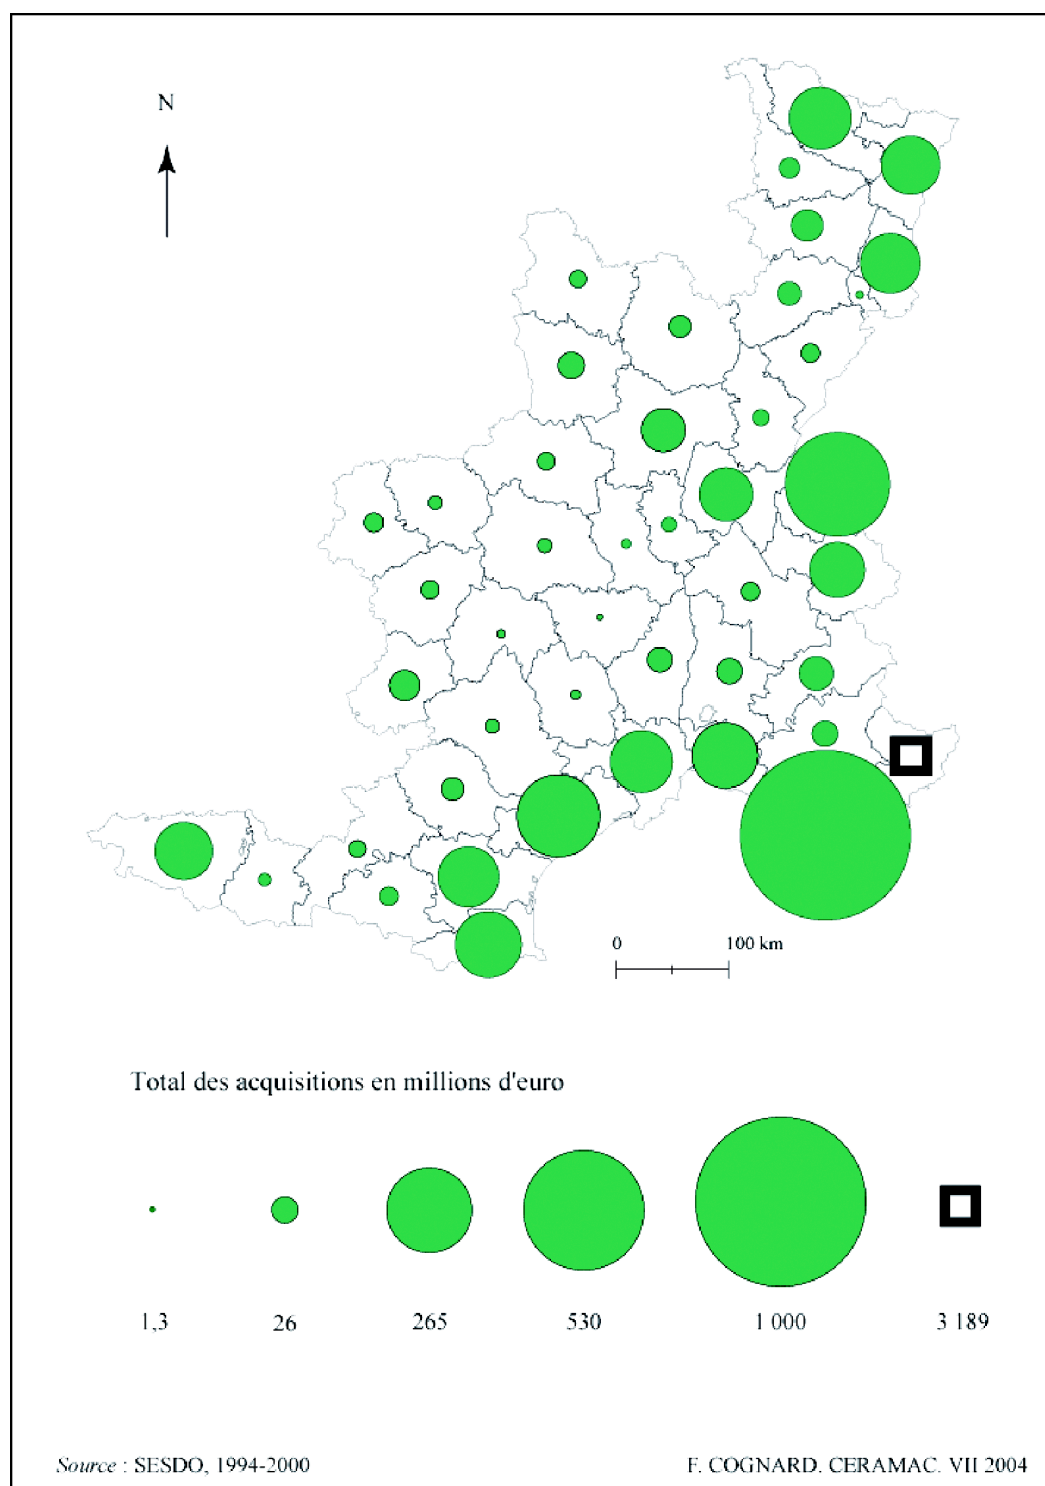 N
0 100 km
Total des acquisitions en millions d'euro
1,3 26 265 530 1 000 3 189
Source : SESDO, 1994-2000 F. COGNARD. CERAMAC. VII 2004